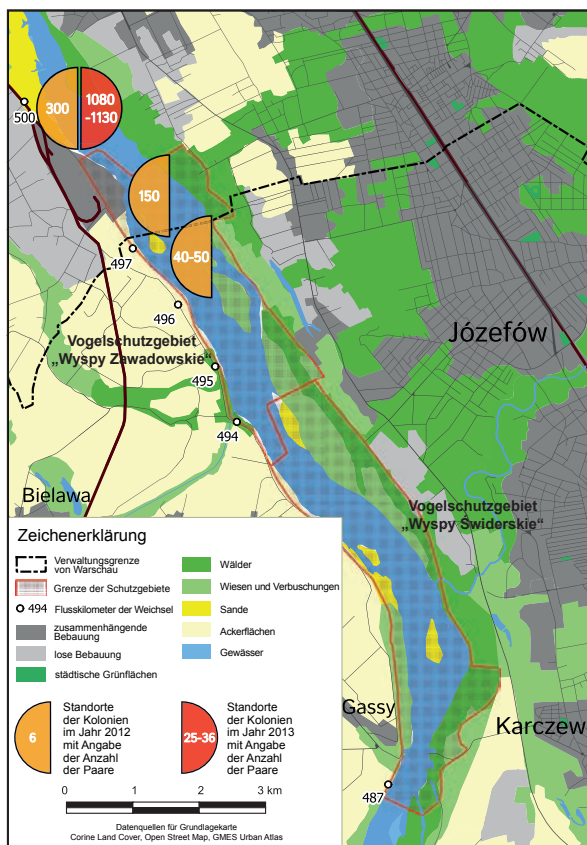 300
1080
-1130
500
150
40-50
497
496
Józefów
Vogelschutzgebiet
„Wyspy Zawadowskie“
495
494
Bielawa
Vogelschutzgebiet
„Wyspy Świderskie“
Zeichenerklärung
Verwaltungsgrenze
von Warschau
Grenze der Schutzgebiete
494 Flusskilometer der Weichsel
zusammenhängende
Bebauung
lose Bebauung
städtische Grünflächen
Wälder
Wiesen und Verbuschungen
Sande
Ackerflächen
Gewässer
6
Standorte
der Kolonien
im Jahr 2012
mit Angabe
der Anzahl
der Paare
25-36
Standorte
der Kolonien
im Jahr 2013
mit Angabe
der Anzahl
der Paare
0 1 2 3 km
Datenquellen für Grundlagekarte
Corine Land Cover, Open Street Map, GMES Urban Atlas
Gassy
Karczew
487